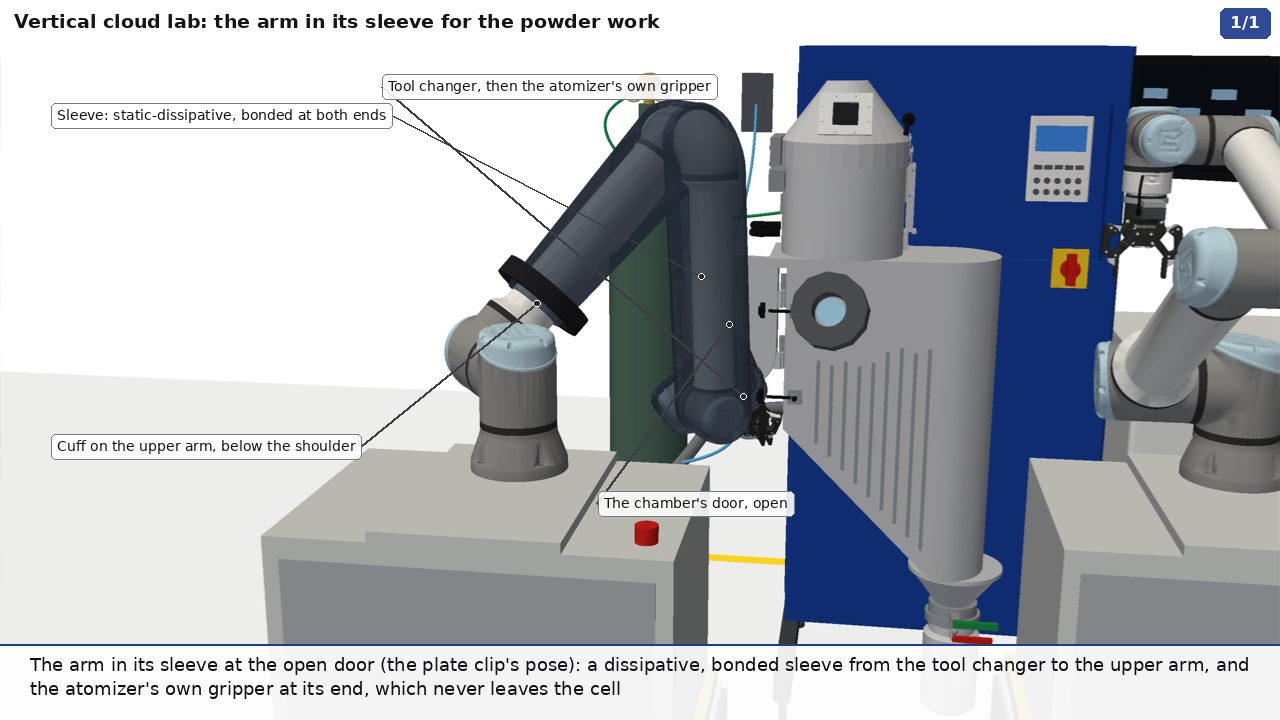 Vertical cloud lab: the arm in its sleeve for the powder work
1/1
Tool changer, then the atomizer's own gripper
Sleeve: static-dissipative, bonded at both ends
Cuff on the upper arm, below the shoulder
The chamber's door, open
The arm in its sleeve at the open door (the plate clip's pose): a dissipative, bonded sleeve from the tool changer to the upper arm, and
the atomizer's own gripper at its end, which never leaves the cell